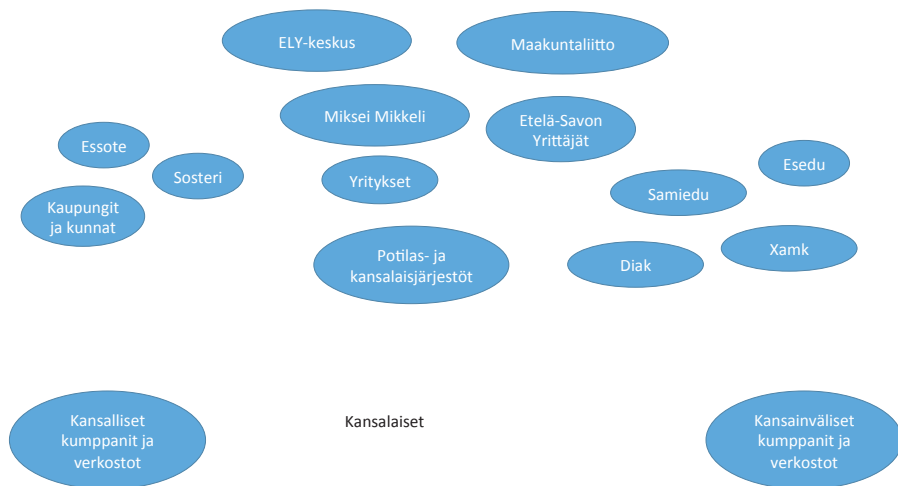 ELY-keskus
Maakuntaliitto
Miksei Mikkeli
Etelä-Savon
Yrittäjät
Essote
Sosteri
Yritykset
Esedu
Samiedu
Kaupungit
ja kunnat
Potilas- ja
kansalaisjärjestöt
Diak
Xamk
Kansalliset
kumppanit ja
verkostot
Kansalaiset
Kansainväliset
kumppanit ja
verkostot